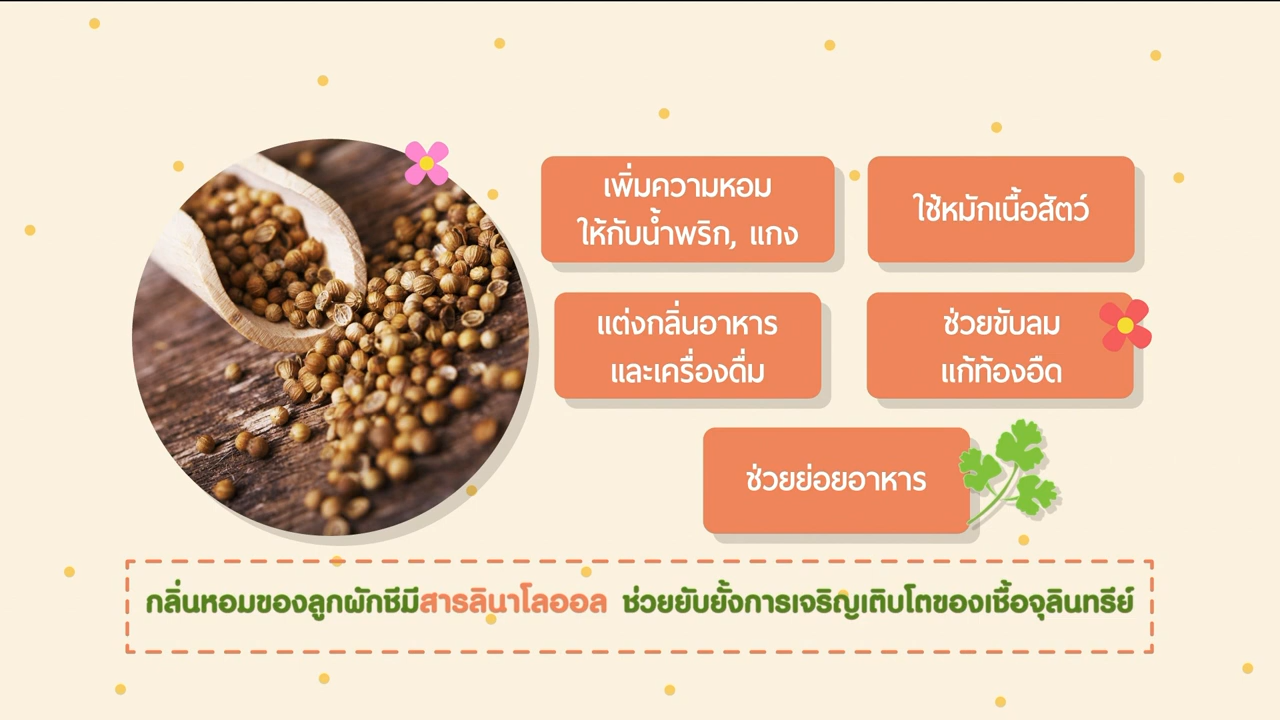 เพิ่มความหอม
ให้กับน้ำพริก, แกง
ใช้หมักเนื้อสัตว์
แต่งกลิ่นอาหาร
และเครื่องดื่ม
ช่วยขับลม
แก้ท้องอืด
ช่วยย่อยอาหาร
กลิ่นหอมของลูกผักชีมีสารลินาโลออล ช่วยยับยั้งการเจริญเติบโตของเชื้อจุลินทรีย์